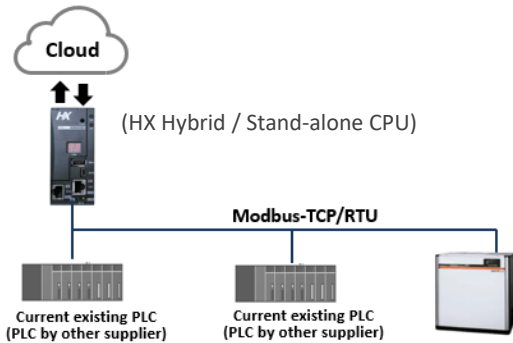 Cloud
HX
(HX Hybrid / Stand-alone CPU)
Modbus-TCP/RTU
Current existing PLC
(PLC by other supplier)
Current existing PLC
(PLC by other supplier)